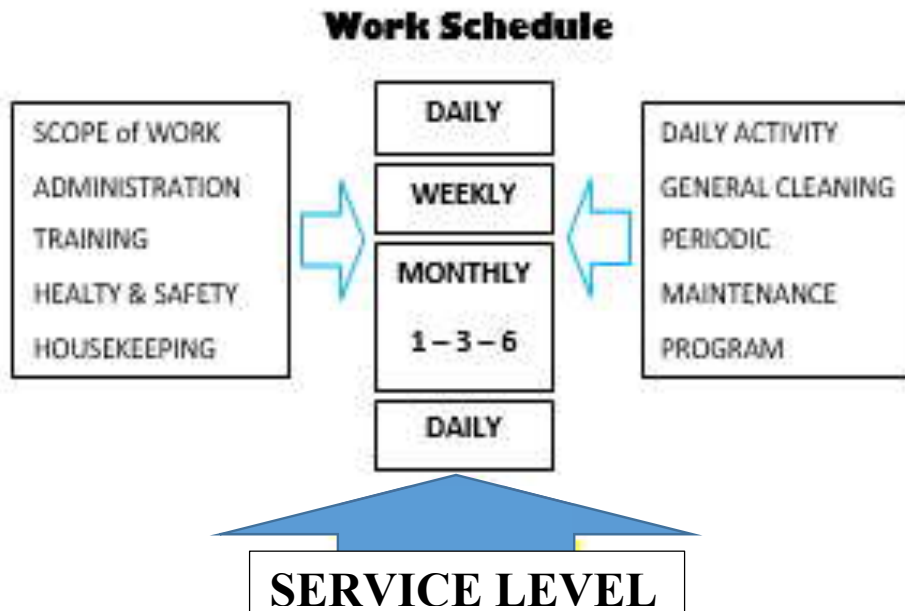 Work Schedule
SCOPE of WORK
ADMINISTRATION
TRAINING
HEALTY & SAFETY
HOUSEKEEPING
DAILY
WEEKLY
MONTHLY
1 – 3 – 6
DAILY
DAILY ACTIVITY
GENERAL CLEANING
PERIODIC
MAINTENANCE
PROGRAM
SERVICE LEVEL